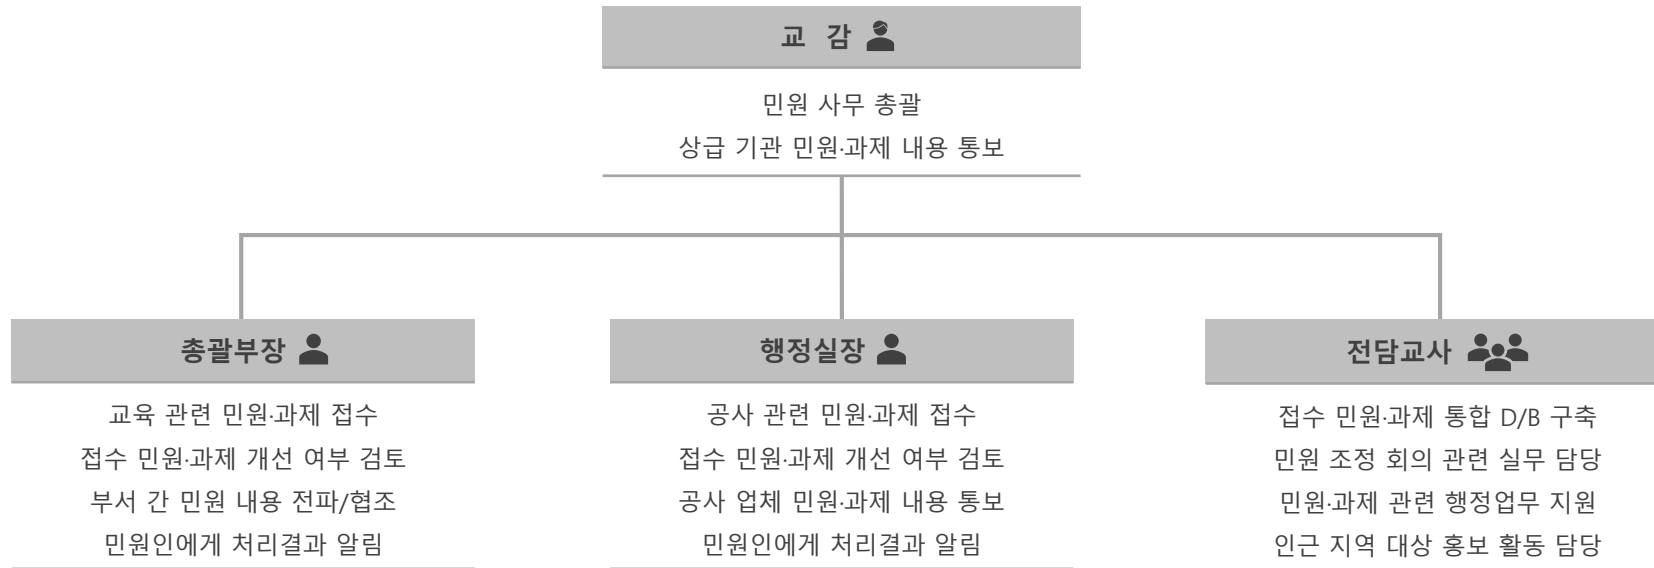 교 감
민원 사무 총괄
상급 기관 민원·과제 내용 통보
총괄부장
교육 관련 민원·과제 접수
접수 민원·과제 개선 여부 검토
부서 간 민원 내용 전파/협조
민원인에게 처리결과 알림
행정실장
공사 관련 민원·과제 접수
접수 민원·과제 개선 여부 검토
공사 업체 민원·과제 내용 통보
민원인에게 처리결과 알림
전담교사
접수 민원·과제 통합 D/B 구축
민원 조정 회의 관련 실무 담당
민원·과제 관련 행정업무 지원
인근 지역 대상 홍보 활동 담당